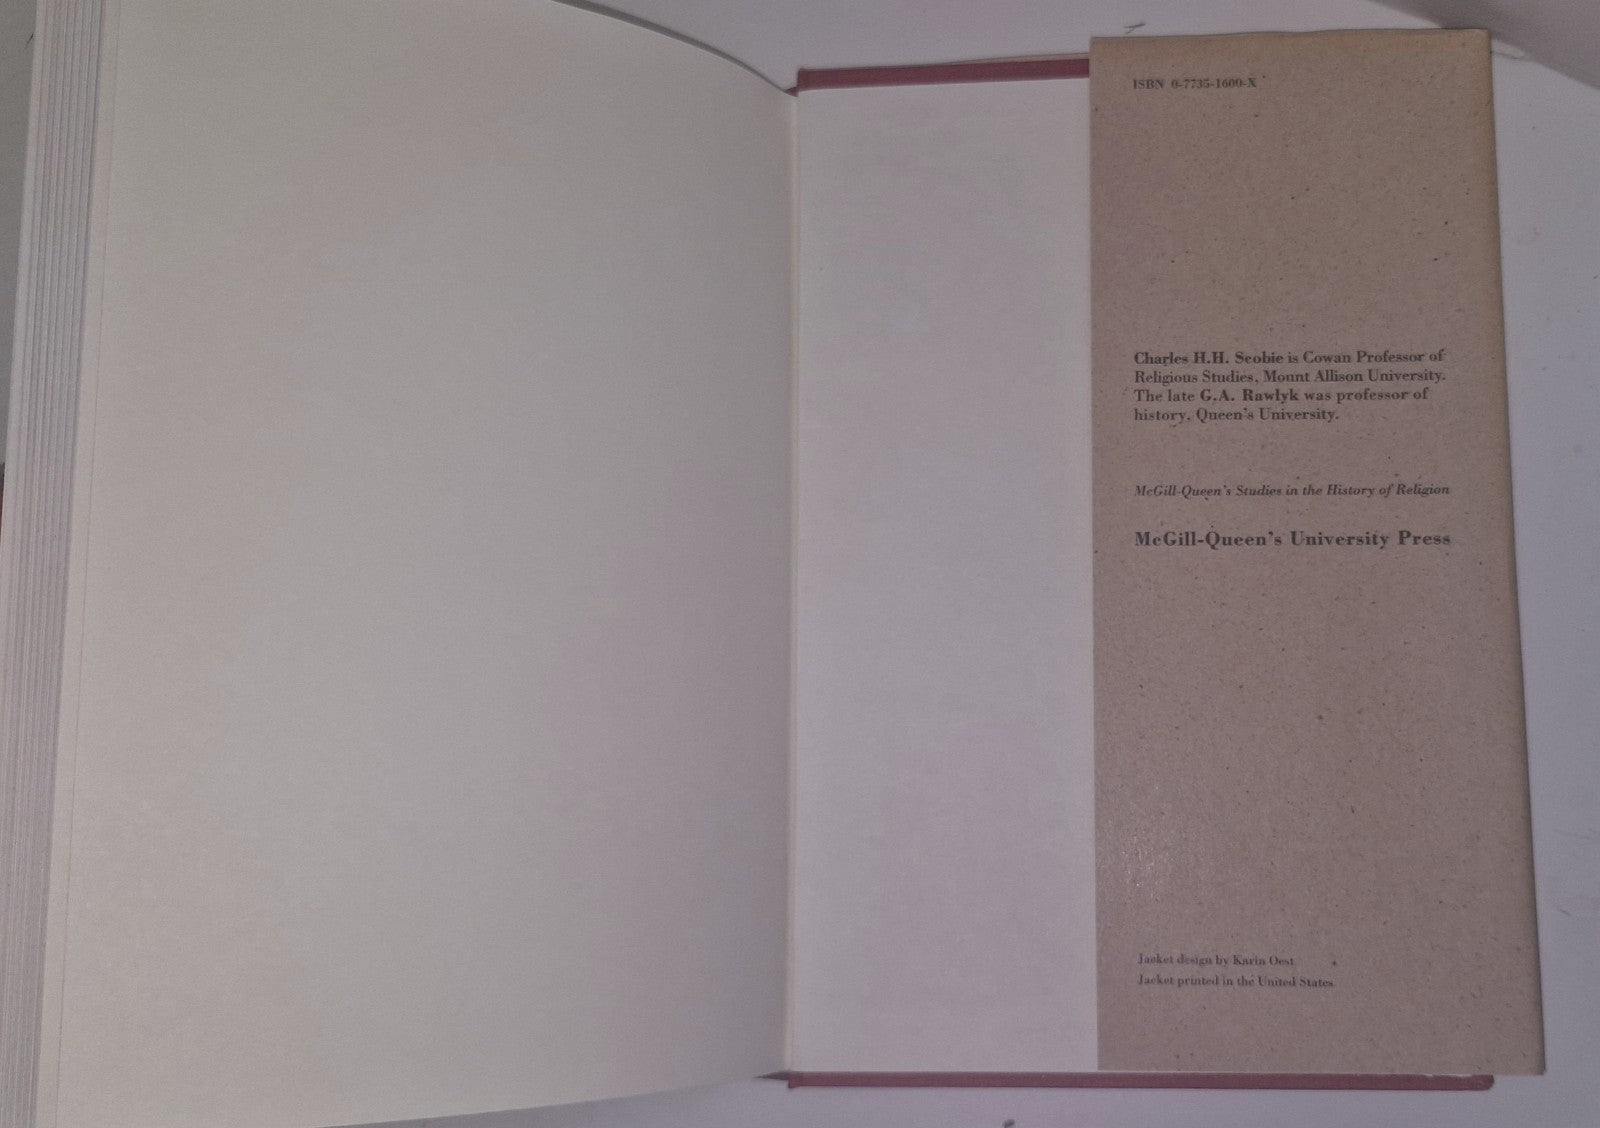 ISBN 0-7735-1600-X
Charles H.H. Scobie is Cowan Professor of
Religious Studies, Mount Allison University.
The late G.A. Rawlyk was professor of
history, Queen's University.
McGill-Queen's Studies in the History of Religion
McGill-Queen's University Press
Jacket design by Karin Oest
Jacket printed in the United States